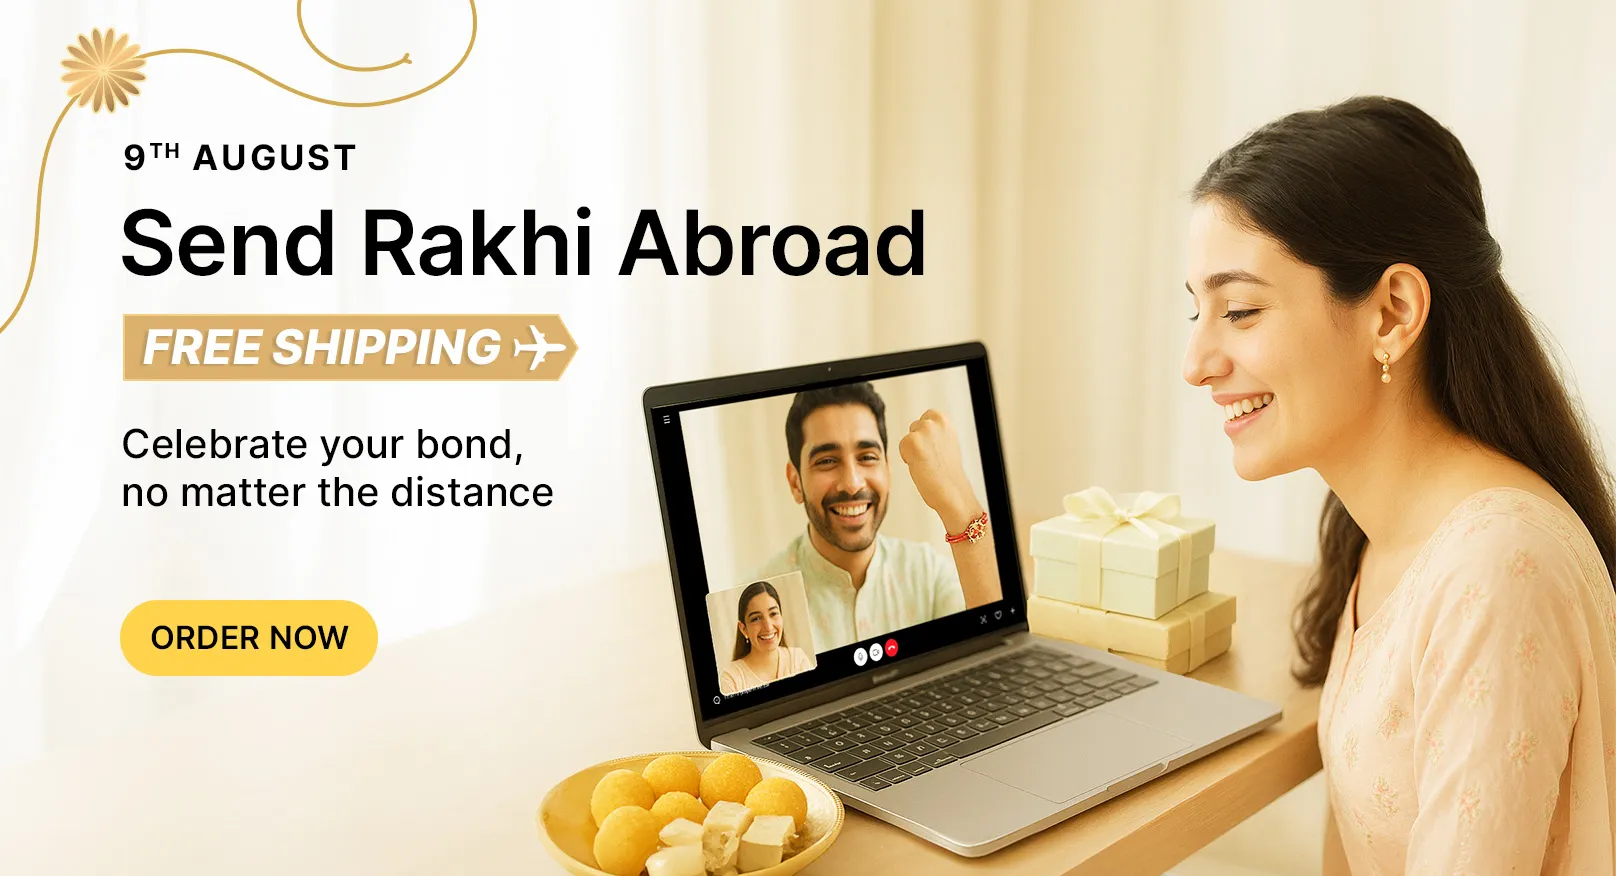 9TH AUGUST
Send Rakhi Abroad
FREE SHIPPING
Celebrate your bond,
no matter the distance
ORDER NOW